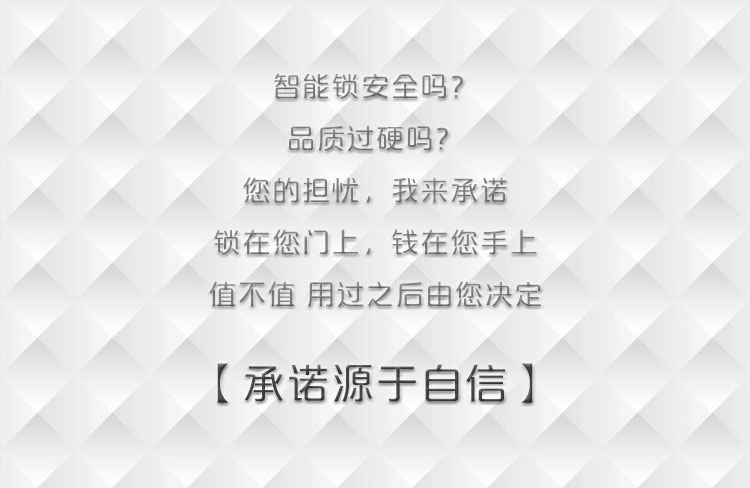 智能锁安全吗?
品质过硬吗?
您的担忧，我来承诺
锁在您门上，钱在您手上
值不值 用过之后由您决定
【承诺源于自信】